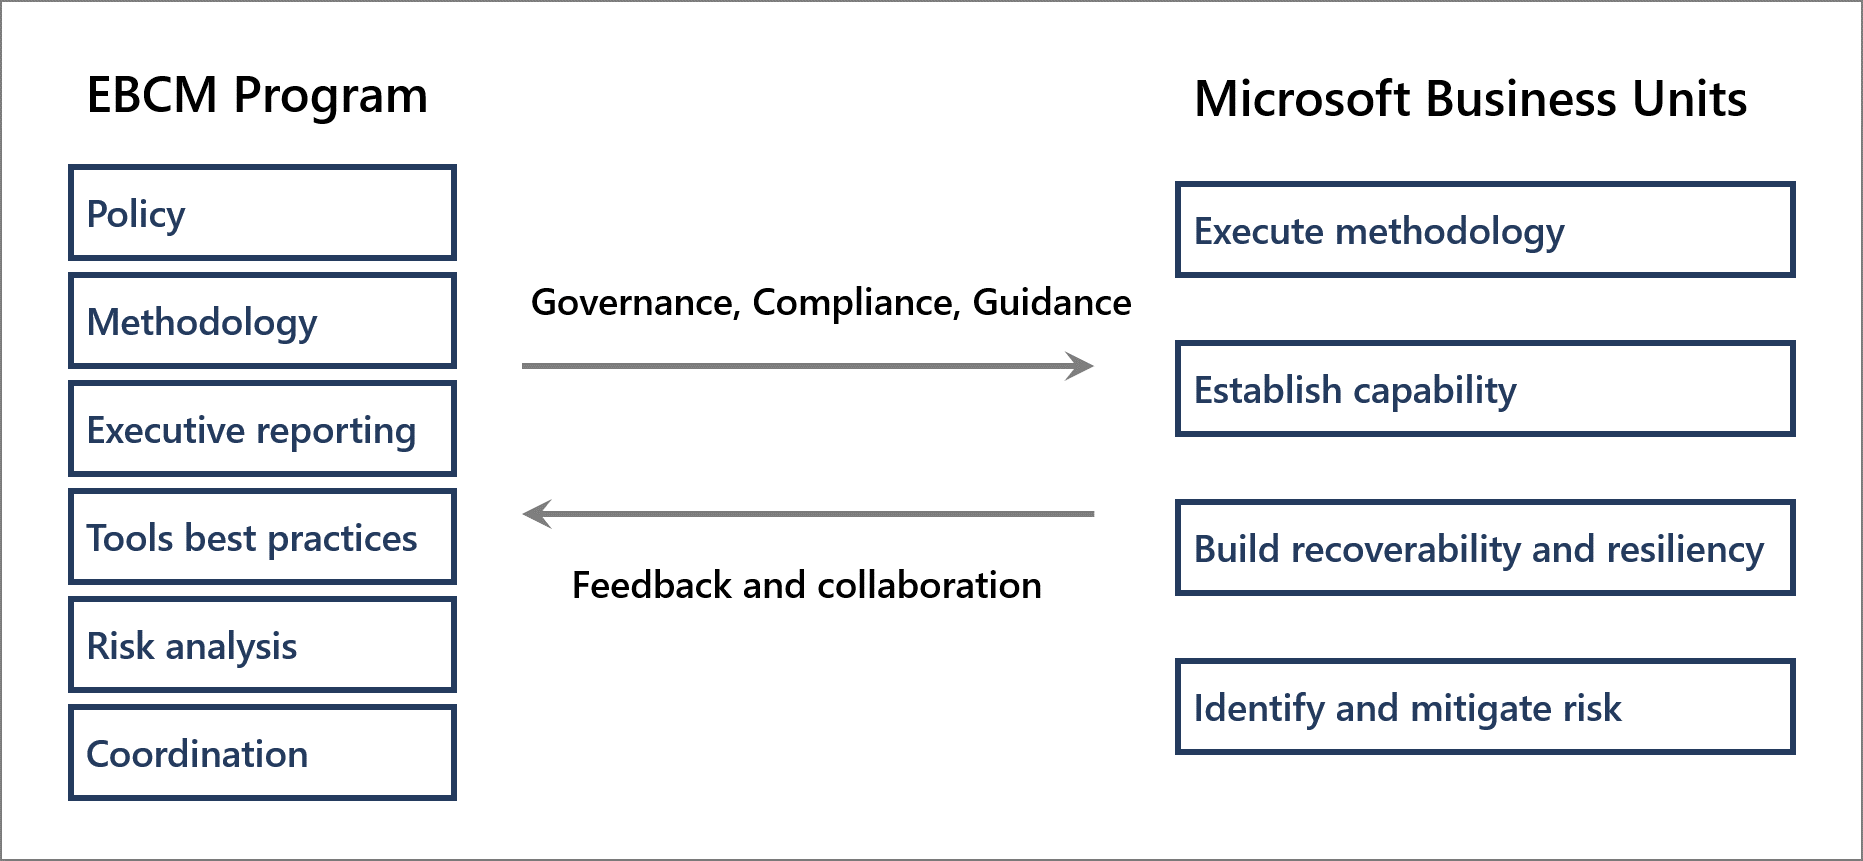 EBCM Program
Policy
Methodology
Executive reporting
Tools best practices
Risk analysis
Coordination
Governance, Compliance, Guidance
Feedback and collaboration
Microsoft Business Units
Execute methodology
Establish capability
Build recoverability and resiliency
Identify and mitigate risk